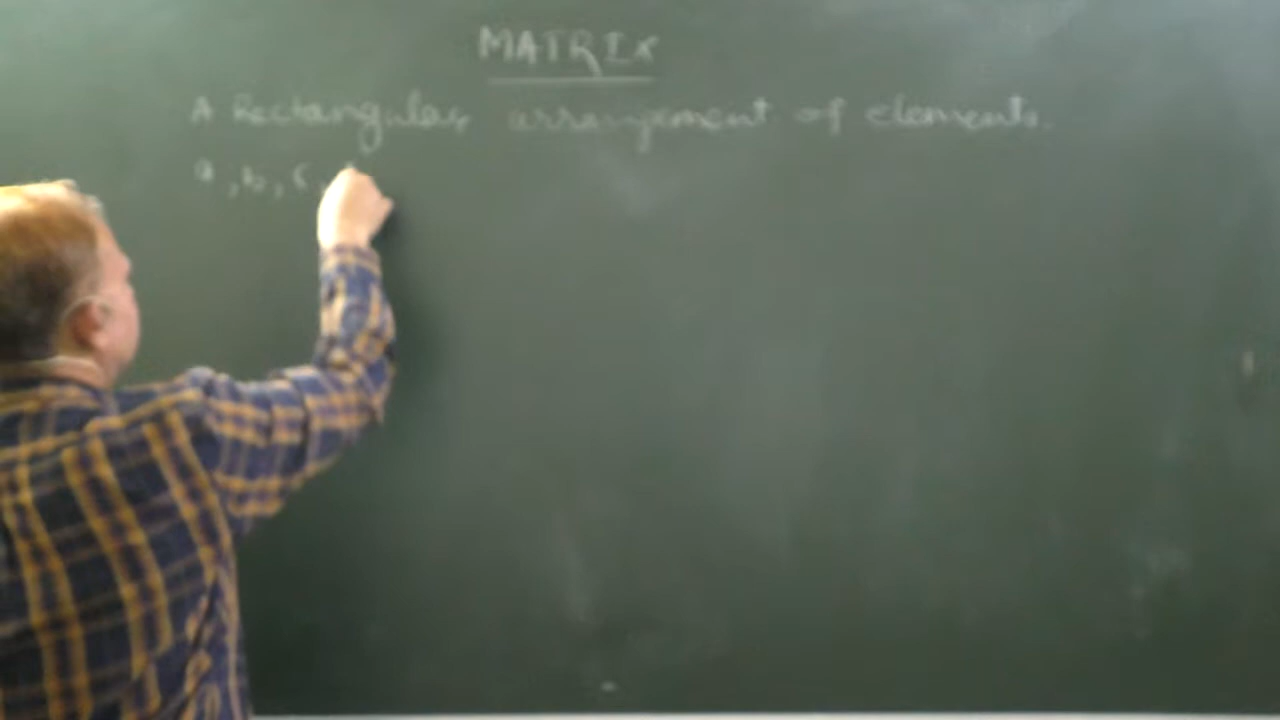 MATRIX
A Rectangular arrangement of elements.
a, b, c